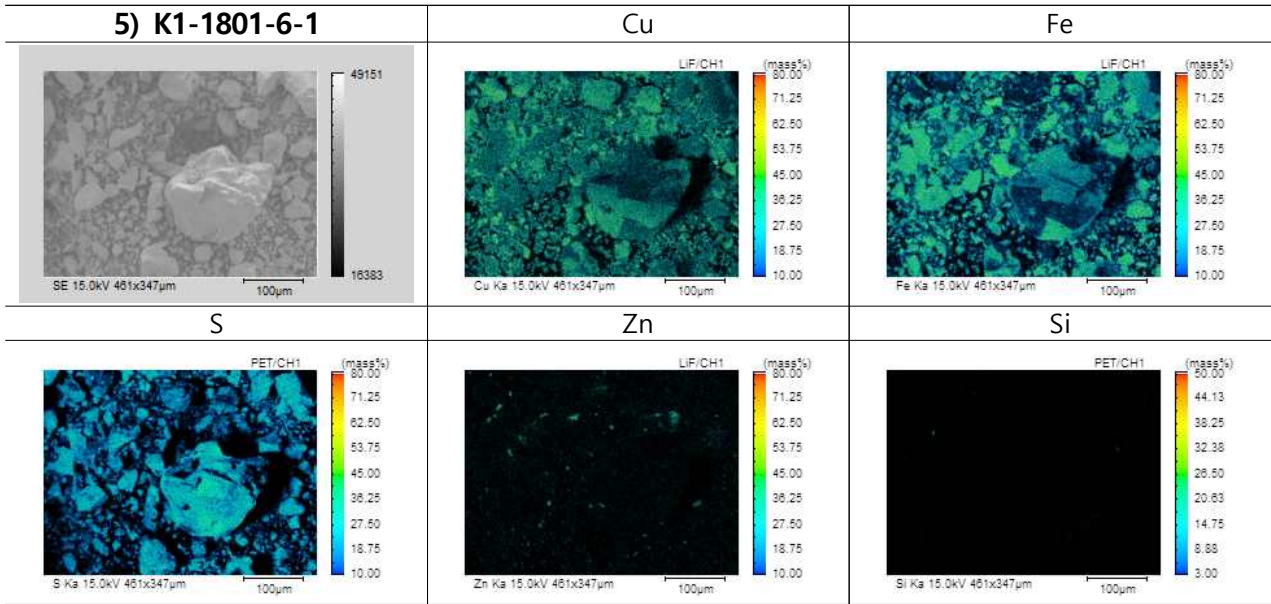 5) K1-1801-6-1
Cu
Fe
49151
16383
SE 15.0kV 461x347µm
100µm
LiF/CH1
(mass%)
80.00
71.25
62.50
53.75
45.00
36.25
27.50
18.75
10.00
Cu Ka 15.0kV 461x347µm
100µm
LiF/CH1
(mass%)
80.00
71.25
62.50
53.75
45.00
36.25
27.50
18.75
10.00
Fe Ka 15.0kV 461x347µm
100µm
S
Zn
Si
PET/CH1
(mass%)
80.00
71.25
62.50
53.75
45.00
36.25
27.50
18.75
10.00
S Ka 15.0kV 461x347µm
100µm
LiF/CH1
(mass%)
80.00
71.25
62.50
53.75
45.00
36.25
27.50
18.75
10.00
Zn Ka 15.0kV 461x347µm
100µm
PET/CH1
(mass%)
50.00
44.13
38.25
32.38
26.50
20.63
14.75
8.88
3.00
Si Ka 15.0kV 461x347µm
100µm